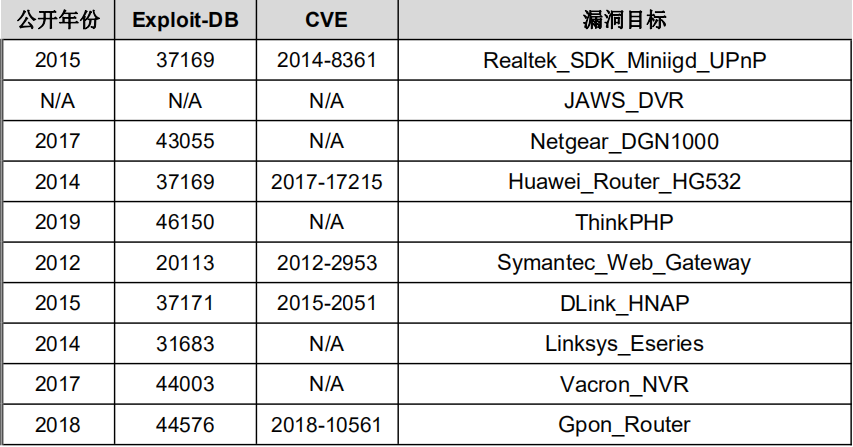 公开年份 Exploit-DB CVE 漏洞目标
2015 37169 2014-8361 Realtek_SDK_Miniigd_UPnP
N/A N/A N/A JAWS_DVR
2017 43055 N/A Netgear_DGN1000
2014 37169 2017-17215 Huawei_Router_HG532
2019 46150 N/A ThinkPHP
2012 20113 2012-2953 Symantec_Web_Gateway
2015 37171 2015-2051 DLink_HNAP
2014 31683 N/A Linksys_Eseries
2017 44003 N/A Vacron_NVR
2018 44576 2018-10561 Gpon_Router